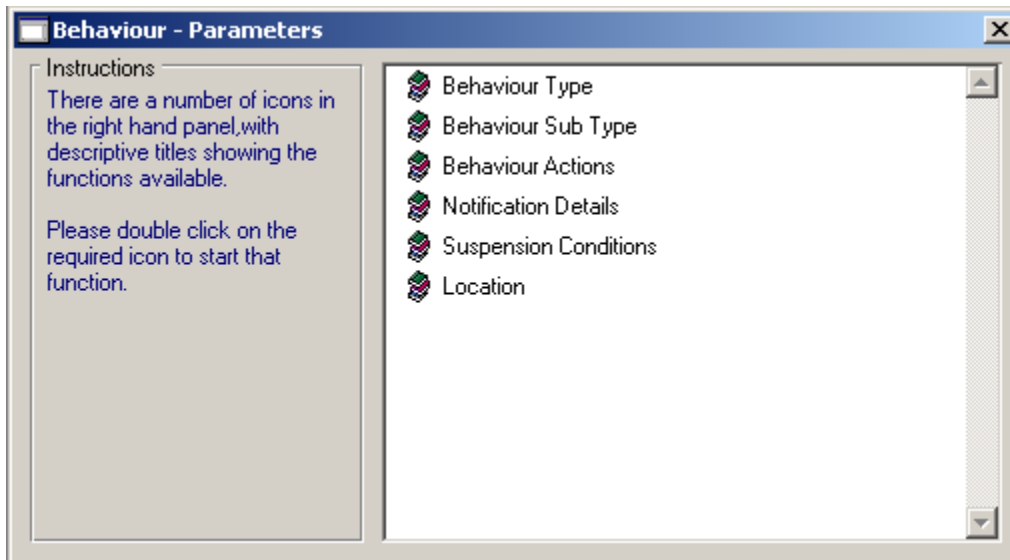 Behaviour - Parameters
Instructions
There are a number of icons in
the right hand panel,with
descriptive titles showing the
functions available.
Please double click on the
required icon to start that
function.
Behaviour Type
Behaviour Sub Type
Behaviour Actions
Notification Details
Suspension Conditions
Location